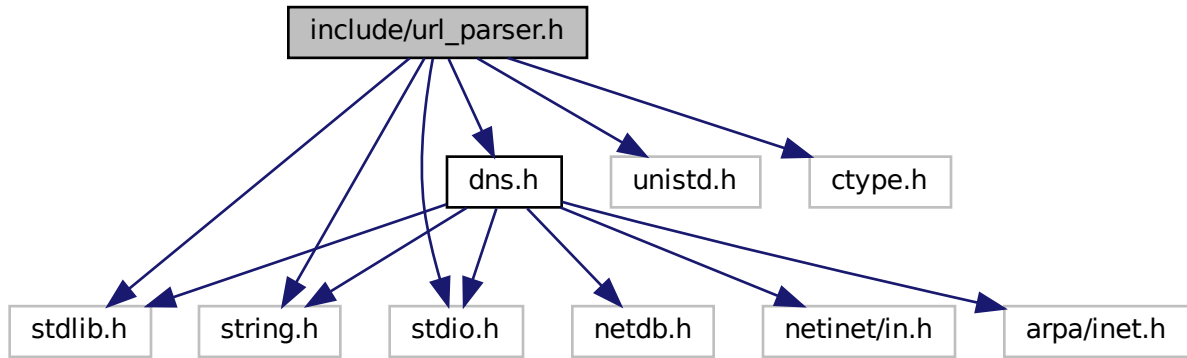 include/url_parser.h
dns.h
unistd.h
ctype.h
stdlib.h
string.h
stdio.h
netdb.h
netinet/in.h
arpa/inet.h